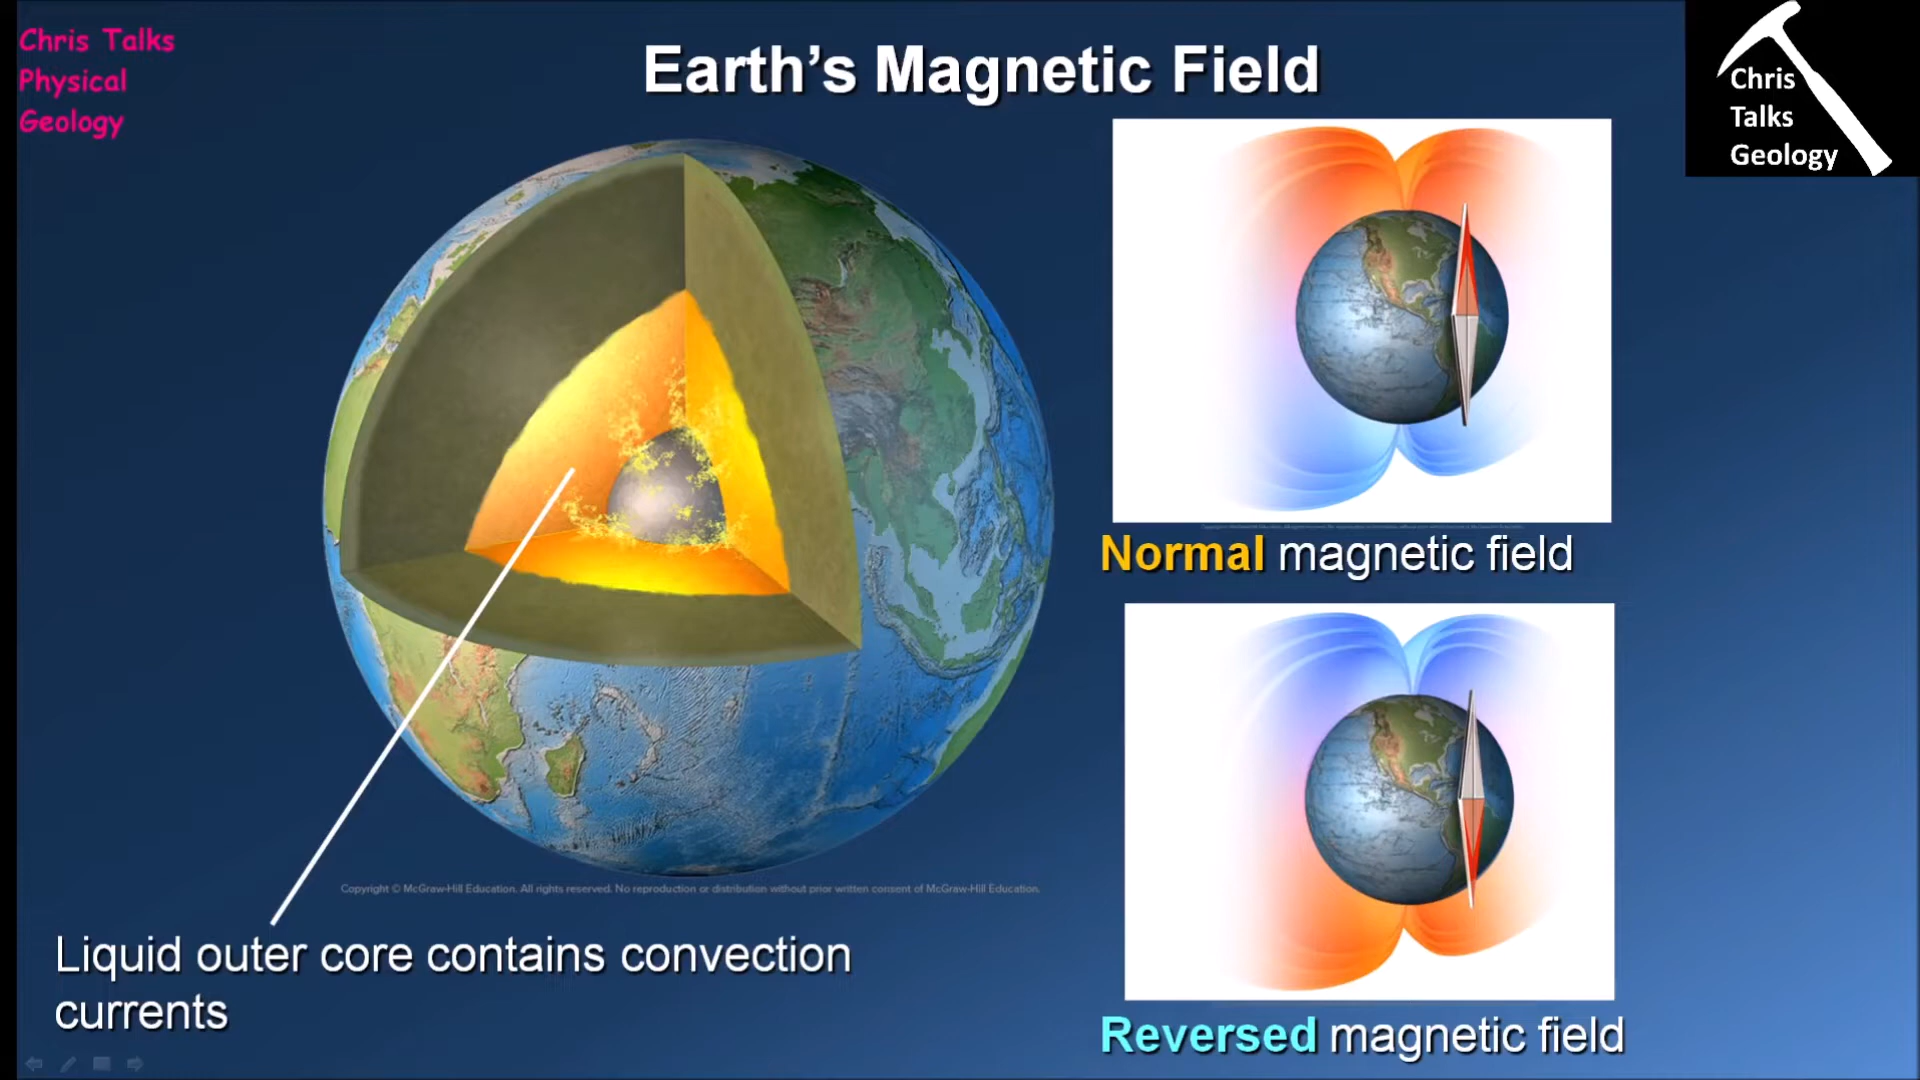 Chris Talks
Physical
Geology
Earth’s Magnetic Field
Chris
Talks
Geology
Normal magnetic field
Copyright © McGraw-Hill Education. All rights reserved. No reproduction or distribution without prior written consent of McGraw-Hill Education.
Liquid outer core contains convection
currents
Reversed magnetic field